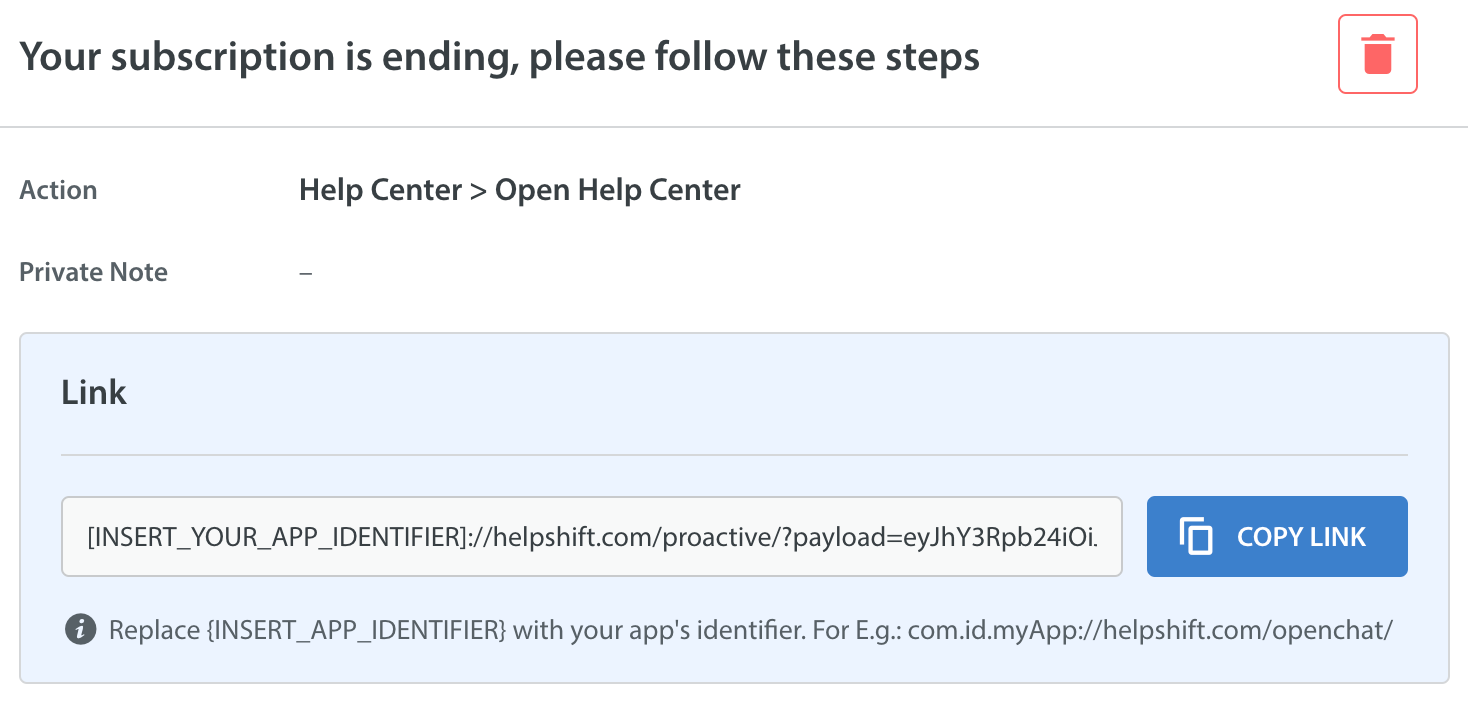 Your subscription is ending, please follow these steps
Action Help Center > Open Help Center
Private Note –
Link
[INSERT_YOUR_APP_IDENTIFIER]://helpshift.com/proactive/?payload=eyJhY3Rpb24iOi.
COPY LINK
Replace {INSERT_APP_IDENTIFIER} with your app's identifier. For E.g.: com.id.myApp://helpshift.com/openchat/